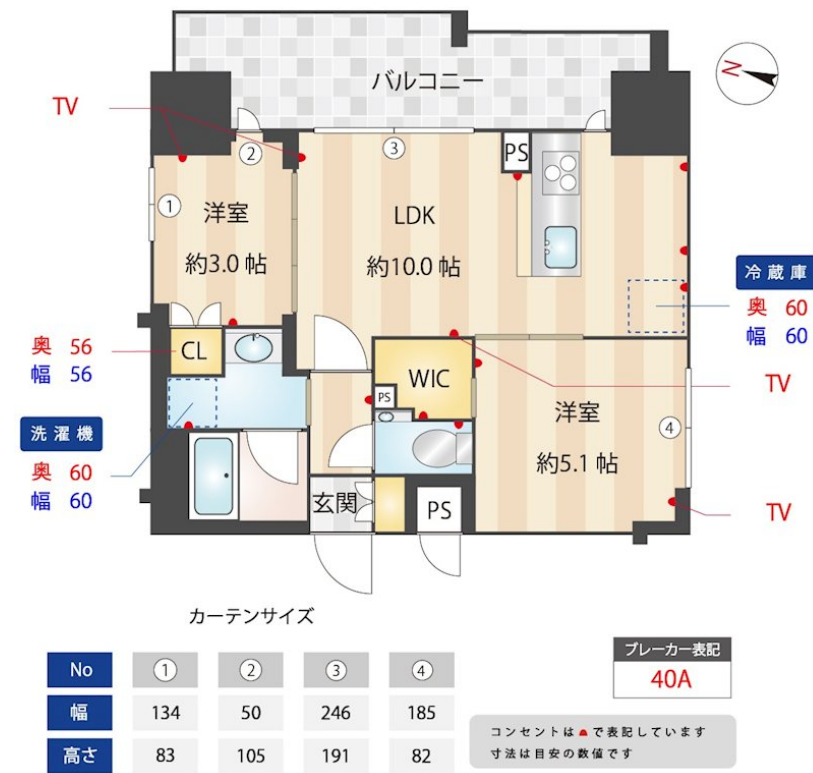 バルコニー
N
TV
②
③
PS
①
洋室
約3.0 帖
LDK
約10.0 帖
冷蔵庫
奥 60
幅 60
奥 56
幅 56
CL
WIC
PS
TV
洋室
約5.1 帖
④
洗濯機
奥 60
幅 60
玄関
PS
TV
カーテンサイズ
No ① ② ③ ④
幅 134 50 246 185
高さ 83 105 191 82
ブレーカー表記
40A
コンセントは で表記しています
寸法は目安の数値です